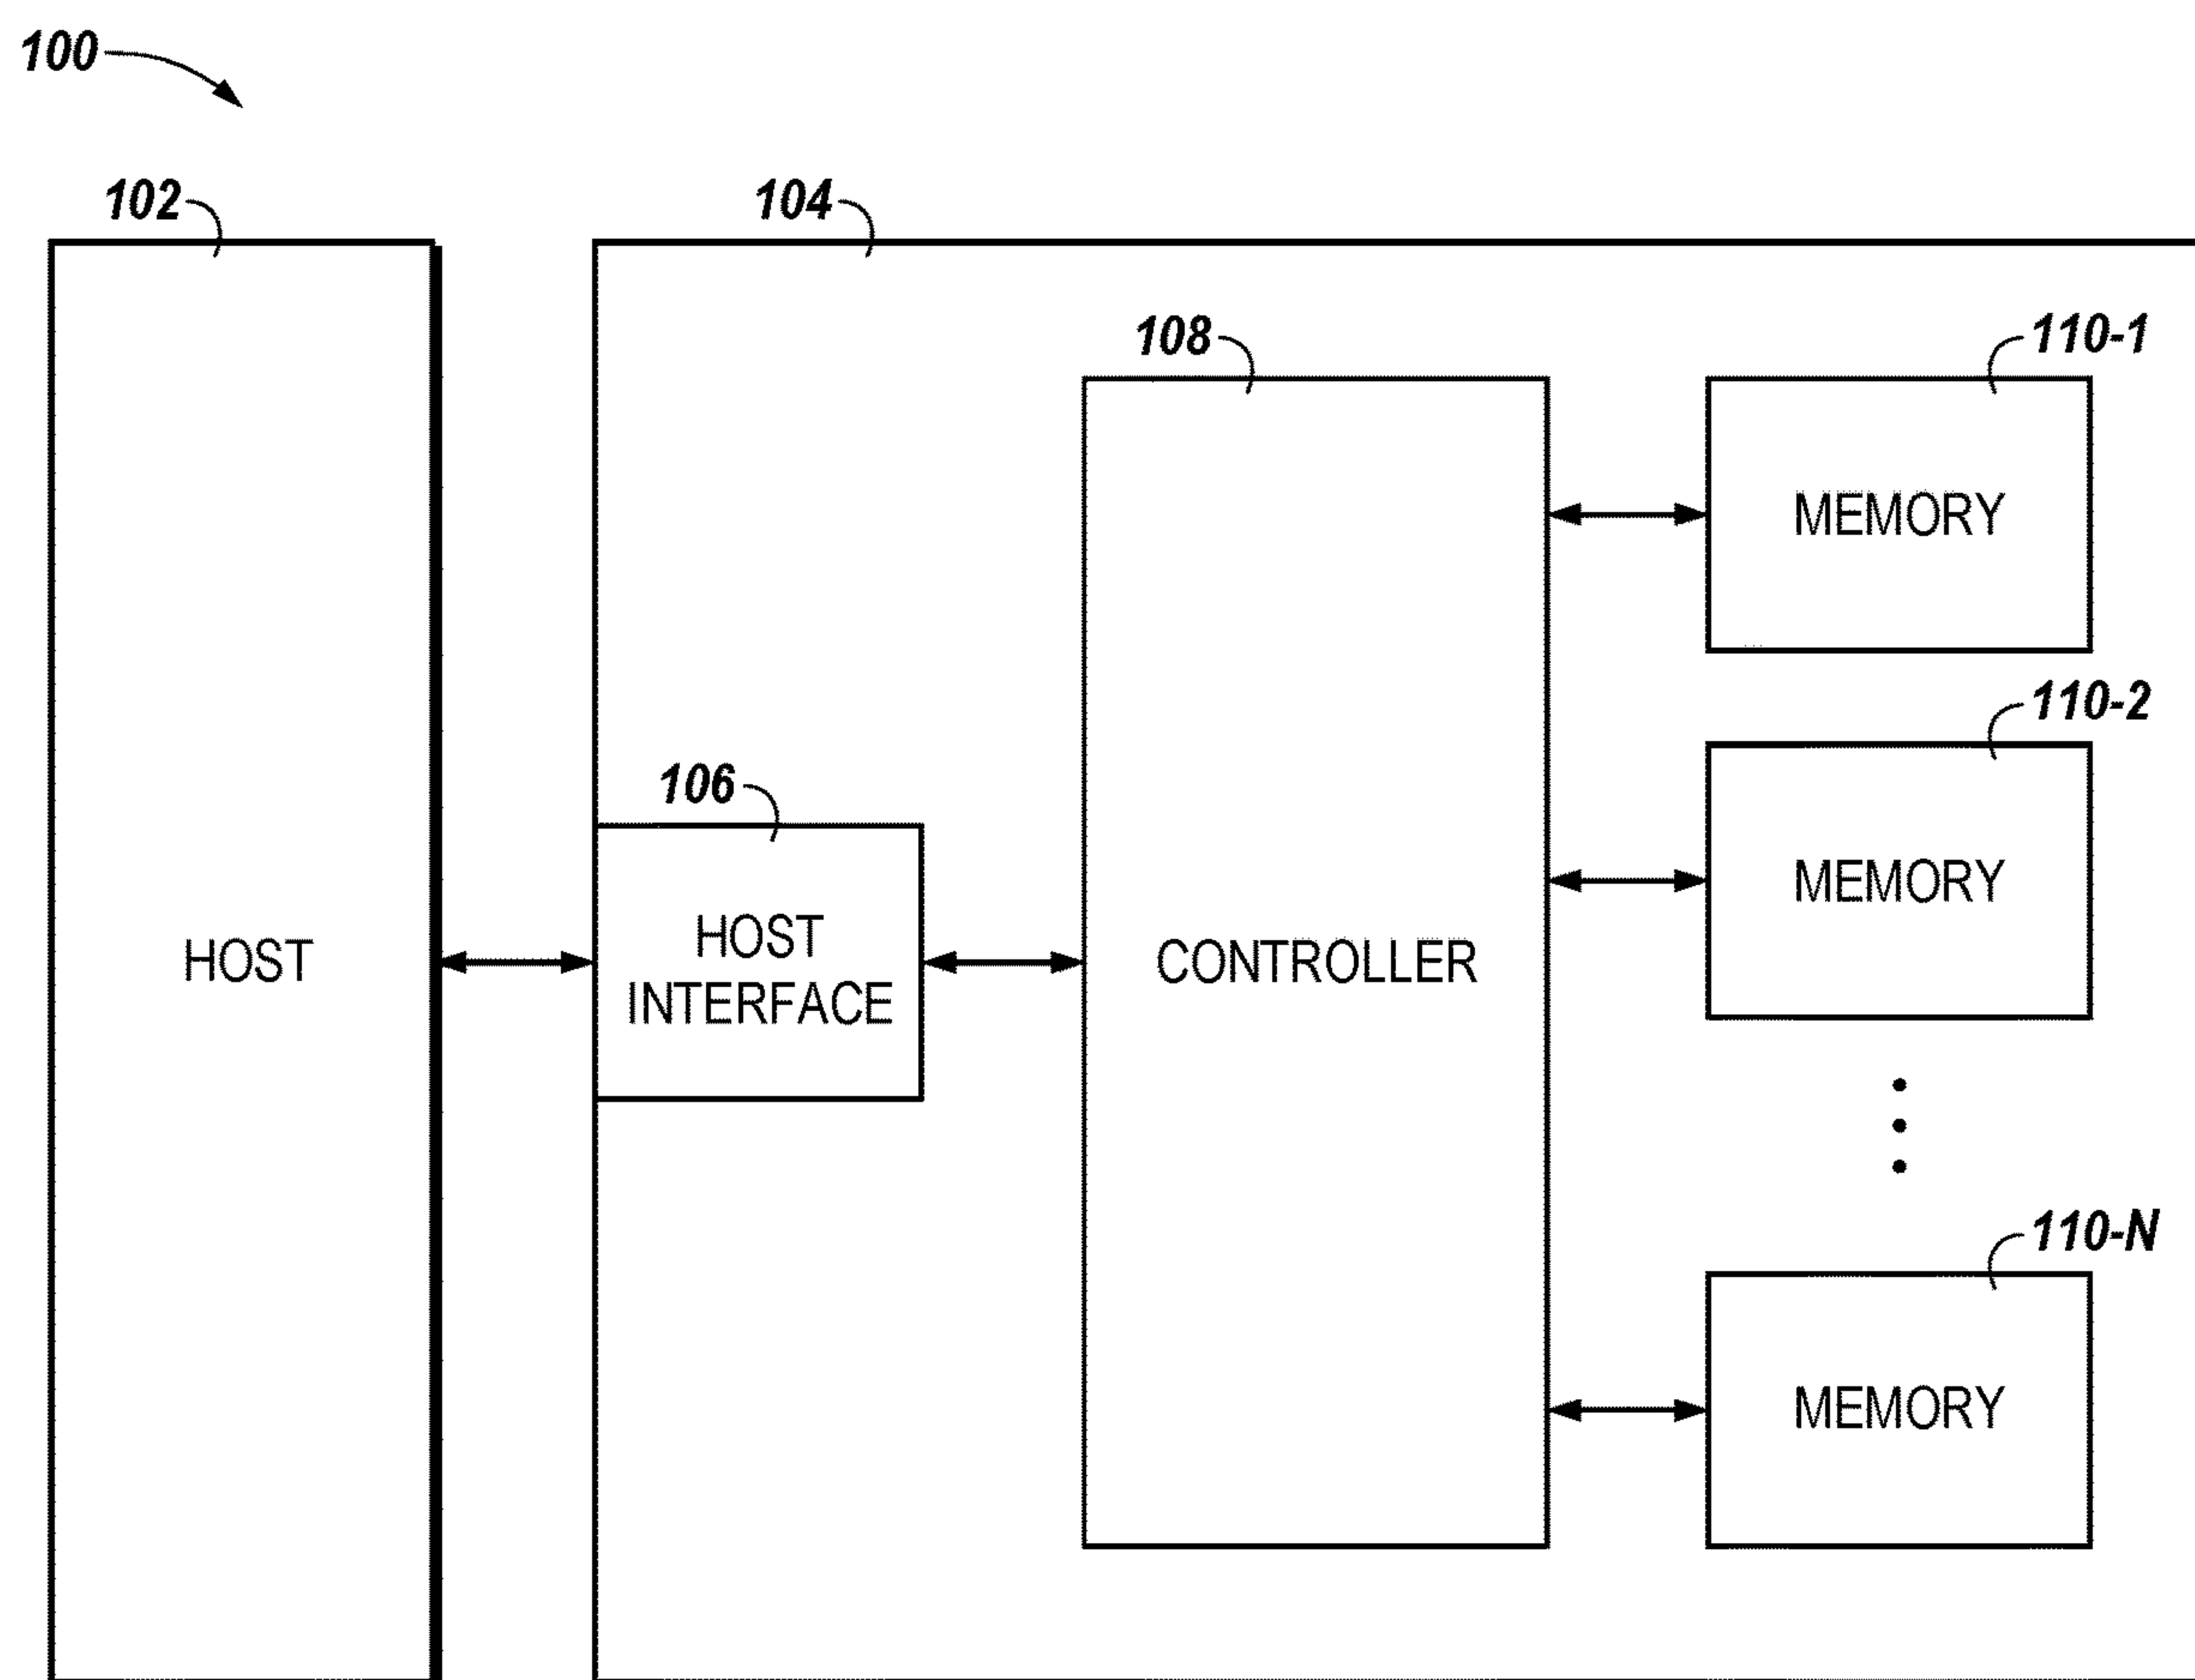 100
102
104
108
110-1
MEMORY
110-2
106
MEMORY
HOST
HOST
INTERFACE
CONTROLLER
110-N
MEMORY